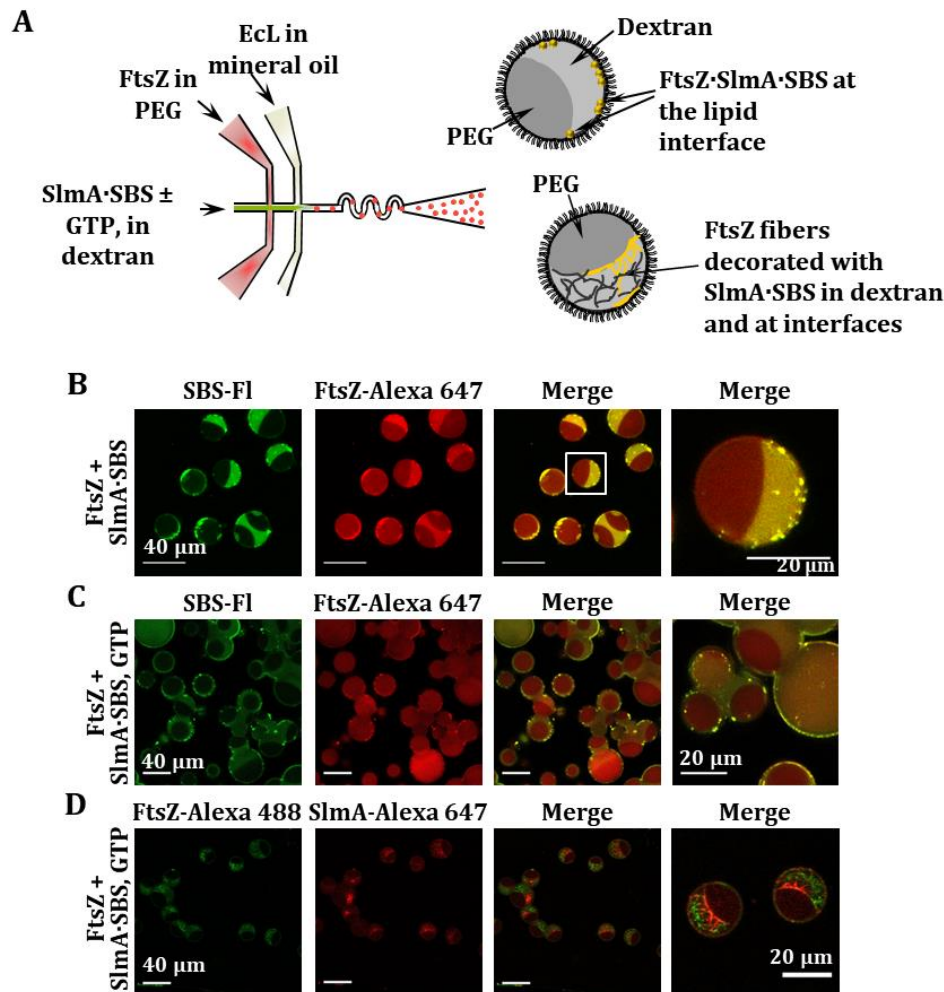 A
EcL in
mineral oil
FtsZ in
PEG
SlmA·SBS ±
GTP, in
dextran
Dextran
PEG
FtsZ·SlmA·SBS at
the lipid
interface
PEG
FtsZ fibers
decorated with
SlmA·SBS in dextran
and at interfaces
B
SBS-Fl FtsZ-Alexa 647 Merge Merge
FtsZ +
SlmA·SBS
40 µm
20 µm
C
SBS-Fl FtsZ-Alexa 647 Merge Merge
FtsZ +
SlmA·SBS, GTP
40 µm
20 µm
D
FtsZ-Alexa 488 SlmA-Alexa 647 Merge Merge
FtsZ +
SlmA·SBS, GTP
40 µm
20 µm